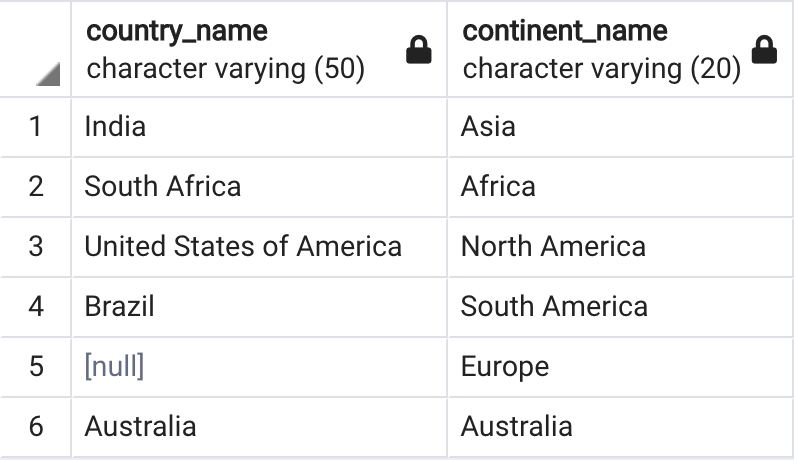 country_name continent_name
character varying (50) character varying (20)
1 India Asia
2 South Africa Africa
3 United States of America North America
4 Brazil South America
5 [null] Europe
6 Australia Australia